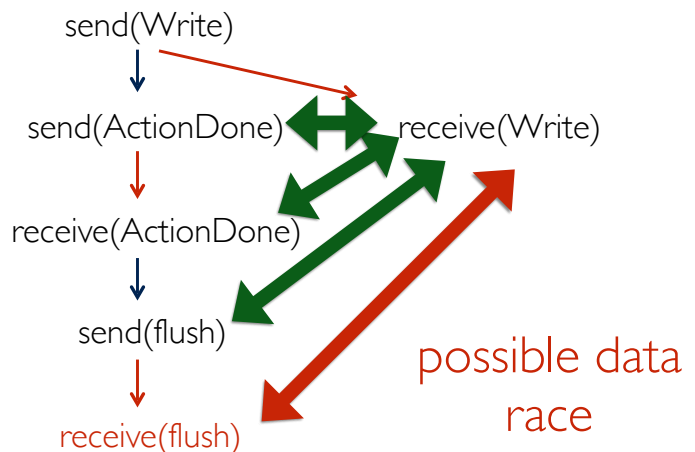 send(Write)
send(ActionDone)
receive(Write)
receive(ActionDone)
send(flush)
possible data
race
receive(flush)